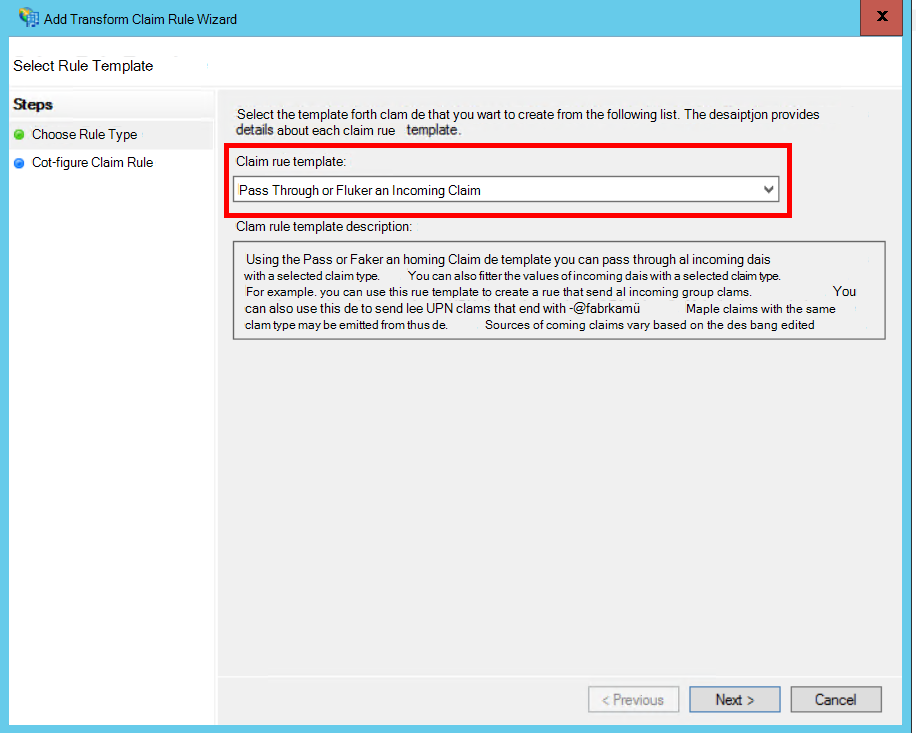 Add Transform Claim Rule Wizard
X
Select Rule Template
Steps
Choose Rule Type
Cot-figure Claim Rule
Select the template forth clam de that you wart to create from the following list. The desaiptjon provides
details about each claim rue template.
Claim rue template:
Pass Through or Fluker an Incoming Claim
Clam rule template description:
Using the Pass or Faker an homing Claim de template you can pass through al incoming dais
with a selected claim type. You can also fitter the values of incoming dais with a selected claim type.
For example. you can use this rue template to create a rue that send al incoming group clams. You
can also use this de to send lee UPN clams that end with -@fabrkamü Maple claims with the same
clam type may be emitted from thus de. Sources of coming claims vary based on the des bang edited
< Previous
Next >
Cancel